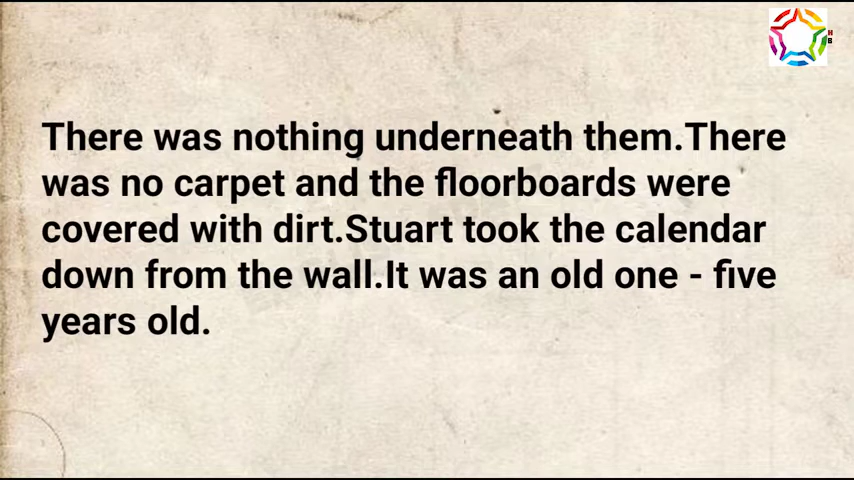 H
B
There was nothing underneath them.There
was no carpet and the floorboards were
covered with dirt.Stuart took the calendar
down from the wall.It was an old one - five
years old.